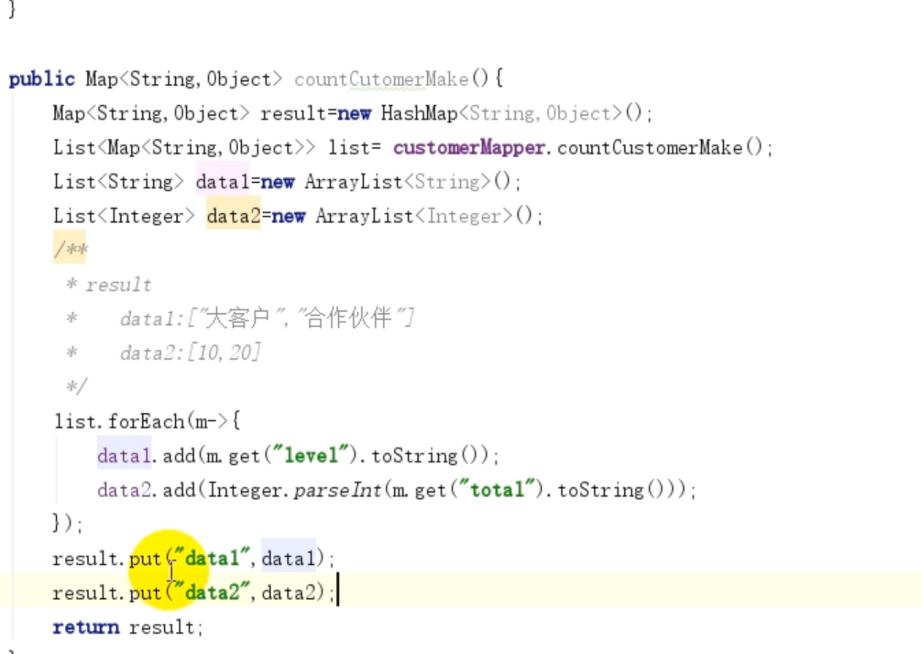 }
public Map<String,Object> countCutomerMake(){
Map<String,Object> result=new HashMap<String,Object>();
List<Map<String,Object>> list= customerMapper.countCustomerMake();
List<String> data1=new ArrayList<String>();
List<Integer> data2=new ArrayList<Integer>();
/**
* result
* data1:["大客户","合作伙伴"]
* data2:[10,20]
*/
list.forEach(m->{
data1.add(m.get("level").toString());
data2.add(Integer.parseInt(m.get("total").toString()));
});
result.put("data1",data1);
result.put("data2",data2);
return result;
}